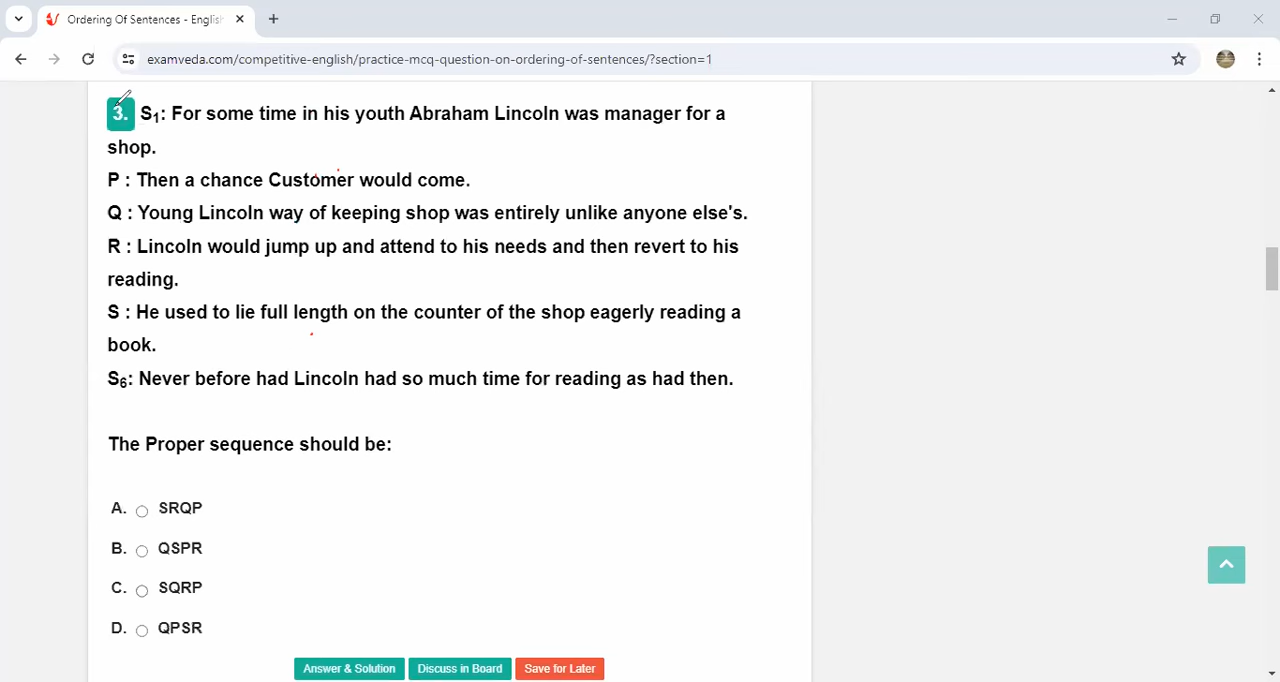 Ordering Of Sentences - Englis
examveda.com/competitive-english/practice-mcq-question-on-ordering-of-sentences/?section=1
3. S1: For some time in his youth Abraham Lincoln was manager for a
shop.
P : Then a chance Customer would come.
Q : Young Lincoln way of keeping shop was entirely unlike anyone else's.
R : Lincoln would jump up and attend to his needs and then revert to his
reading.
S : He used to lie full length on the counter of the shop eagerly reading a
book.
S6: Never before had Lincoln had so much time for reading as had then.
The Proper sequence should be:
A. SRQP
B. QSPR
C. SQRP
D. QPSR
Answer & Solution Discuss in Board Save for Later